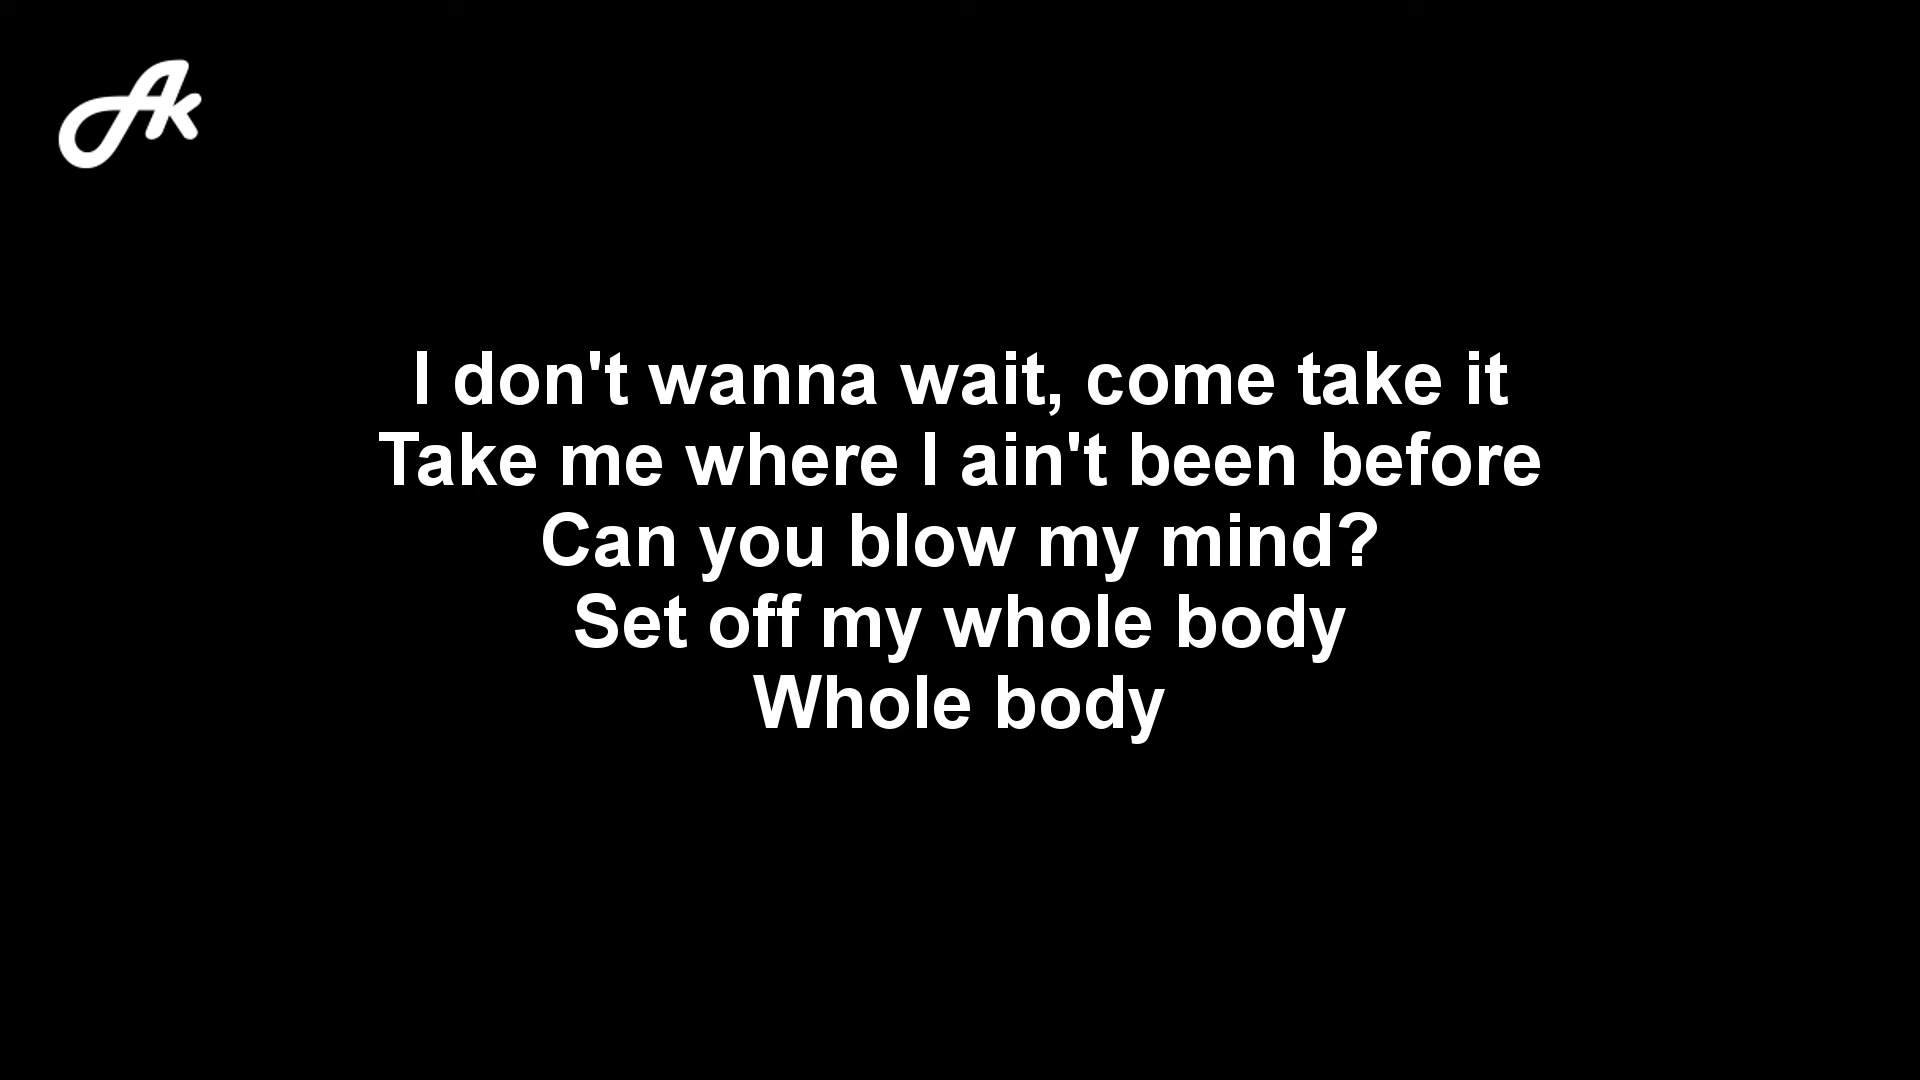 Ak
I don't wanna wait, come take it
Take me where I ain't been before
Can you blow my mind?
Set off my whole body
Whole body